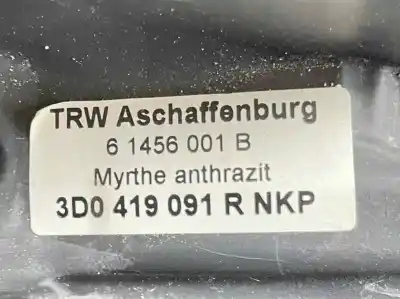 TRW Aschaffenburg
6 1456 001 B
Myrthe anthrazit
3D0 419 091 R NKP